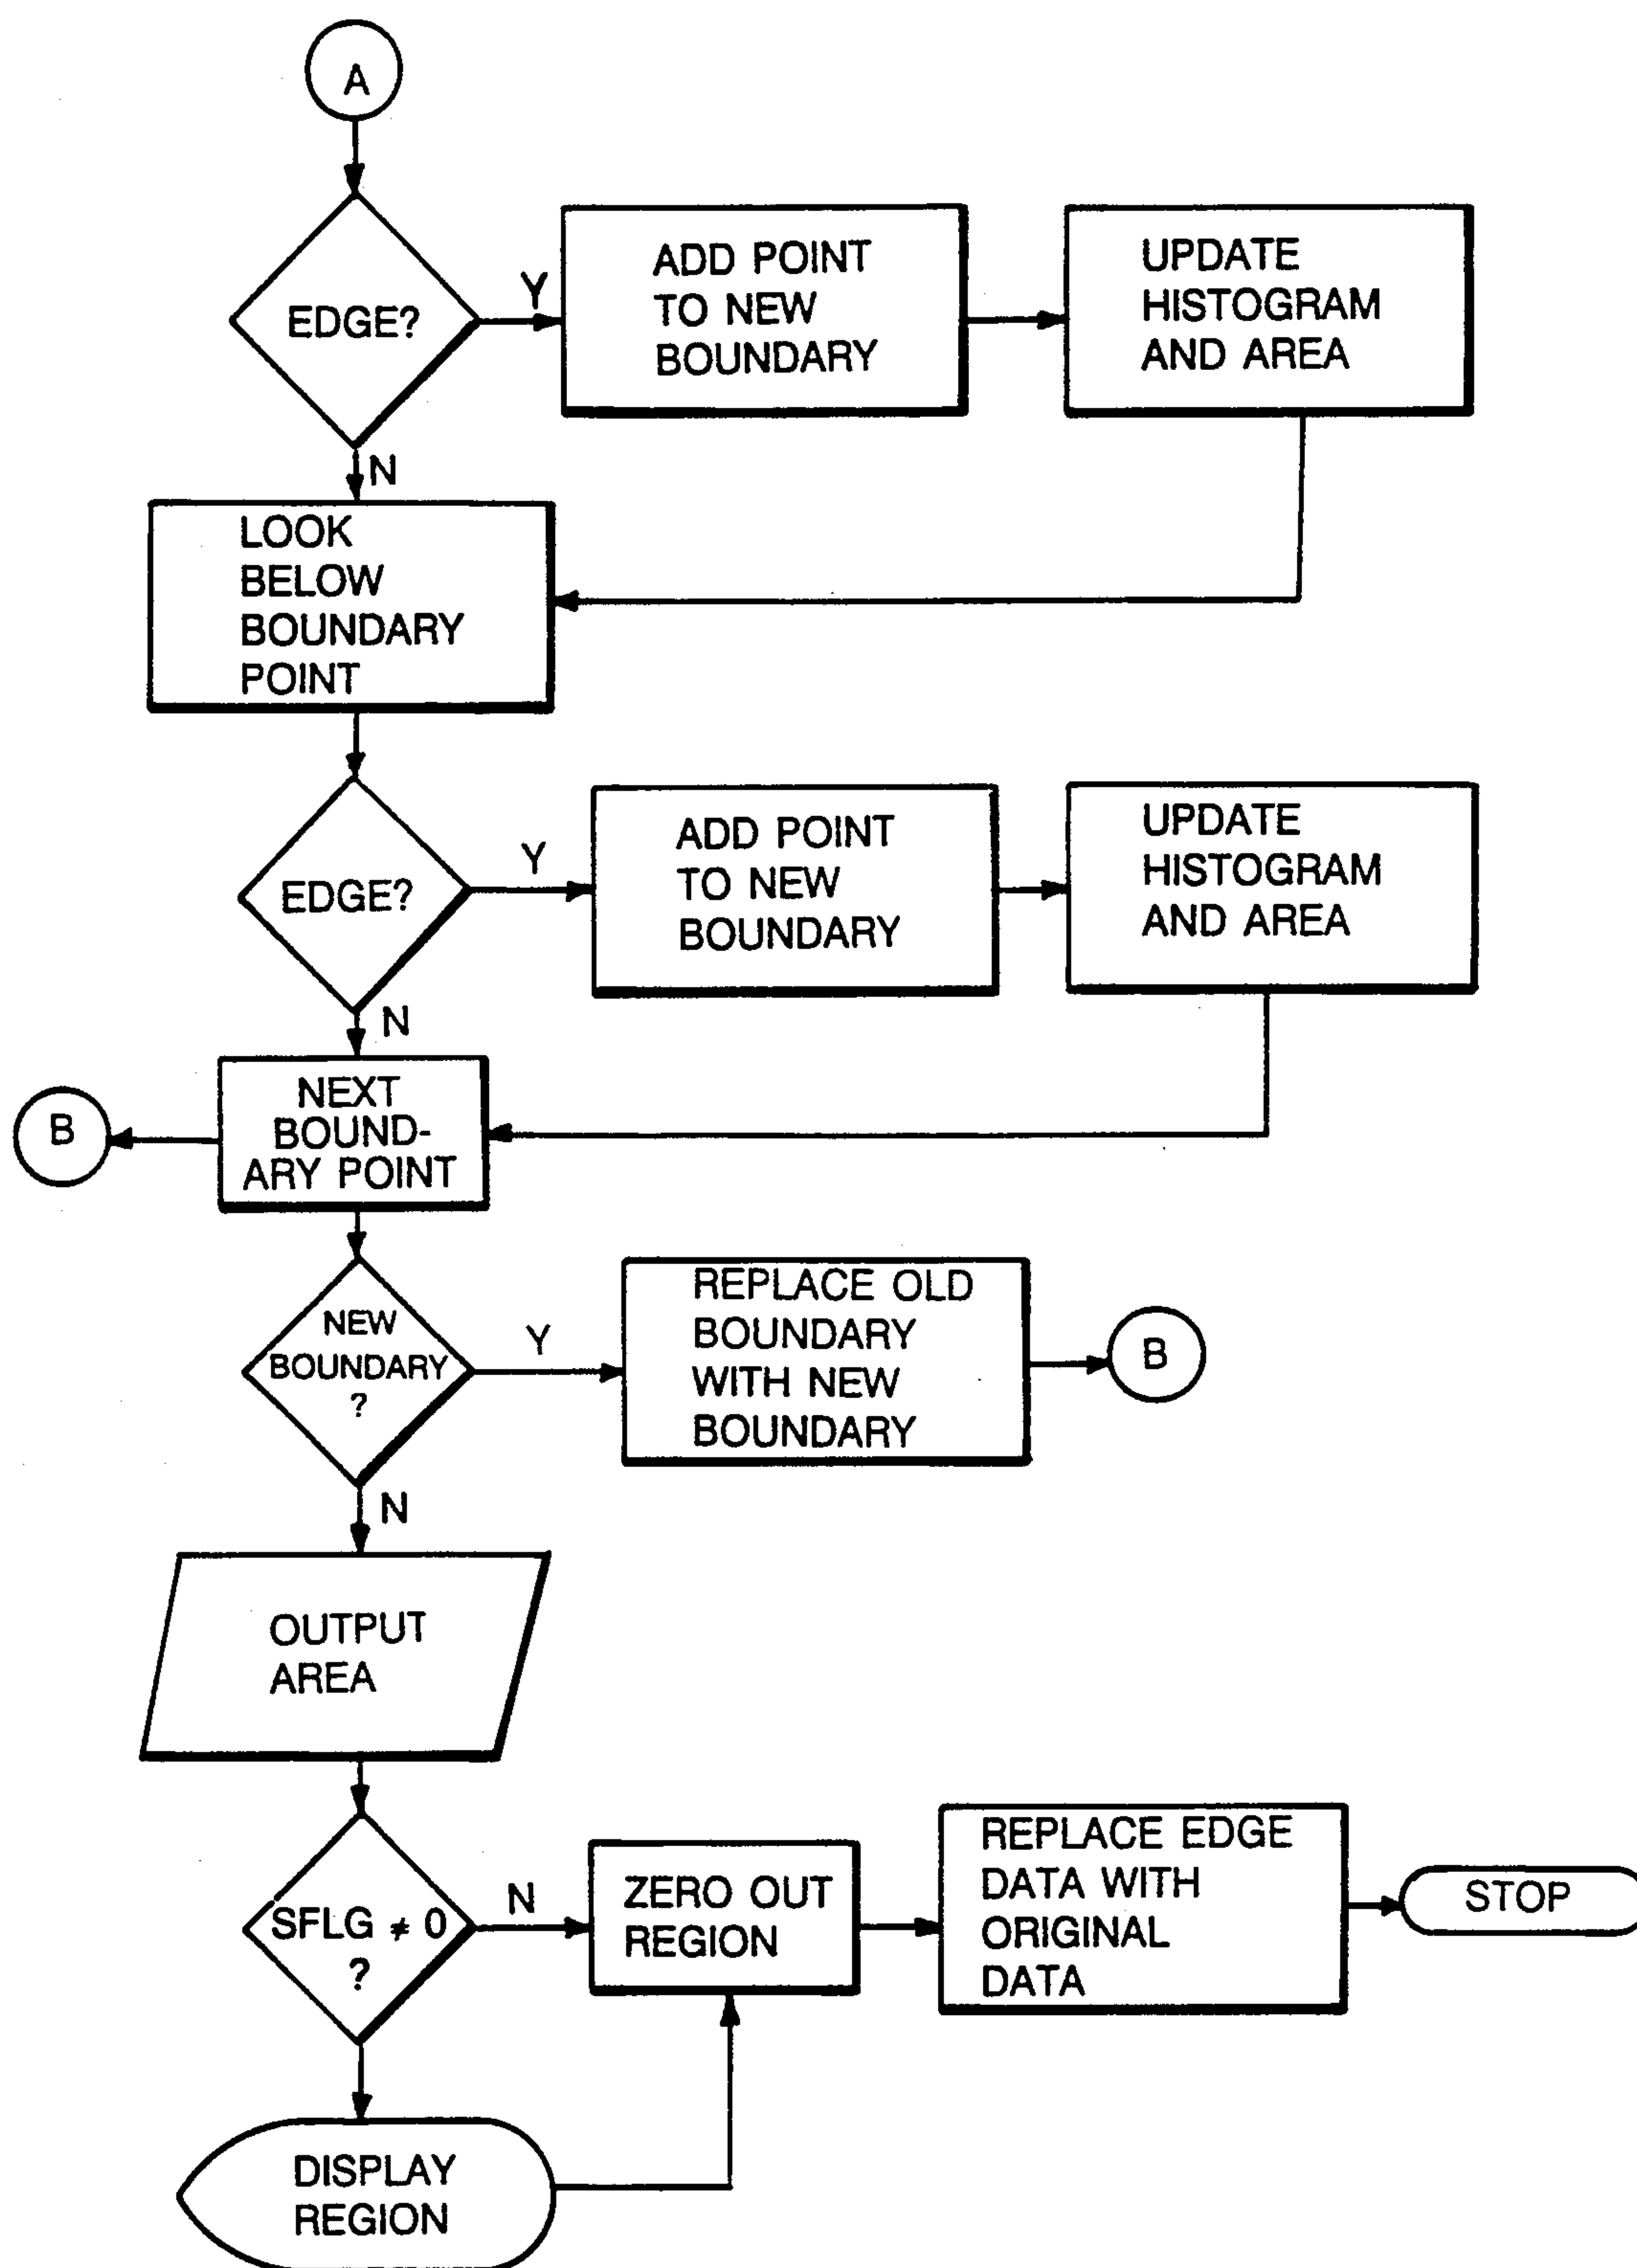 A
EDGE?
Y
ADD POINT
TO NEW
BOUNDARY
UPDATE
HISTOGRAM
AND AREA
N
LOOK
BELOW
BOUNDARY
POINT
EDGE?
Y
ADD POINT
TO NEW
BOUNDARY
UPDATE
HISTOGRAM
AND AREA
N
NEXT
BOUND-
ARY POINT
B
NEW
BOUNDARY
?
Y
REPLACE OLD
BOUNDARY
WITH NEW
BOUNDARY
B
N
OUTPUT
AREA
SFLG ≠ 0
?
N
ZERO OUT
REGION
REPLACE EDGE
DATA WITH
ORIGINAL
DATA
STOP
DISPLAY
REGION